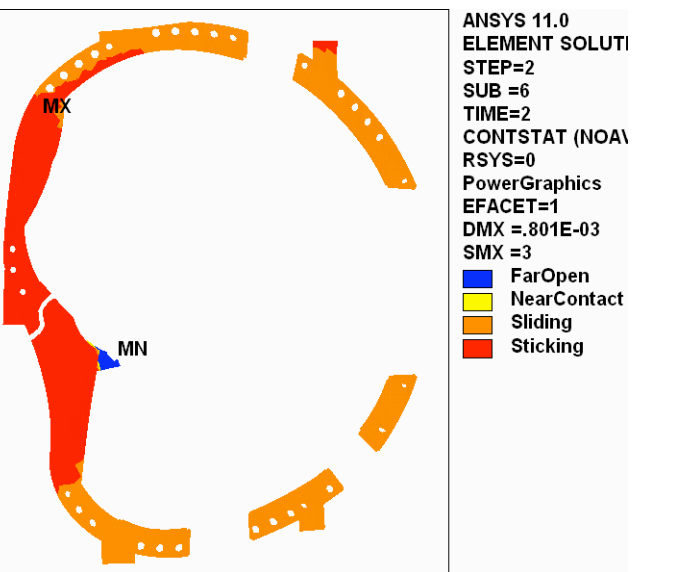 MX
MN
ANSYS 11.0
ELEMENT SOLUTI
STEP=2
SUB =6
TIME=2
CONTSTAT (NOAV
RSYS=0
PowerGraphics
EFACET=1
DMX =.801E-03
SMX =3
FarOpen
NearContact
Sliding
Sticking